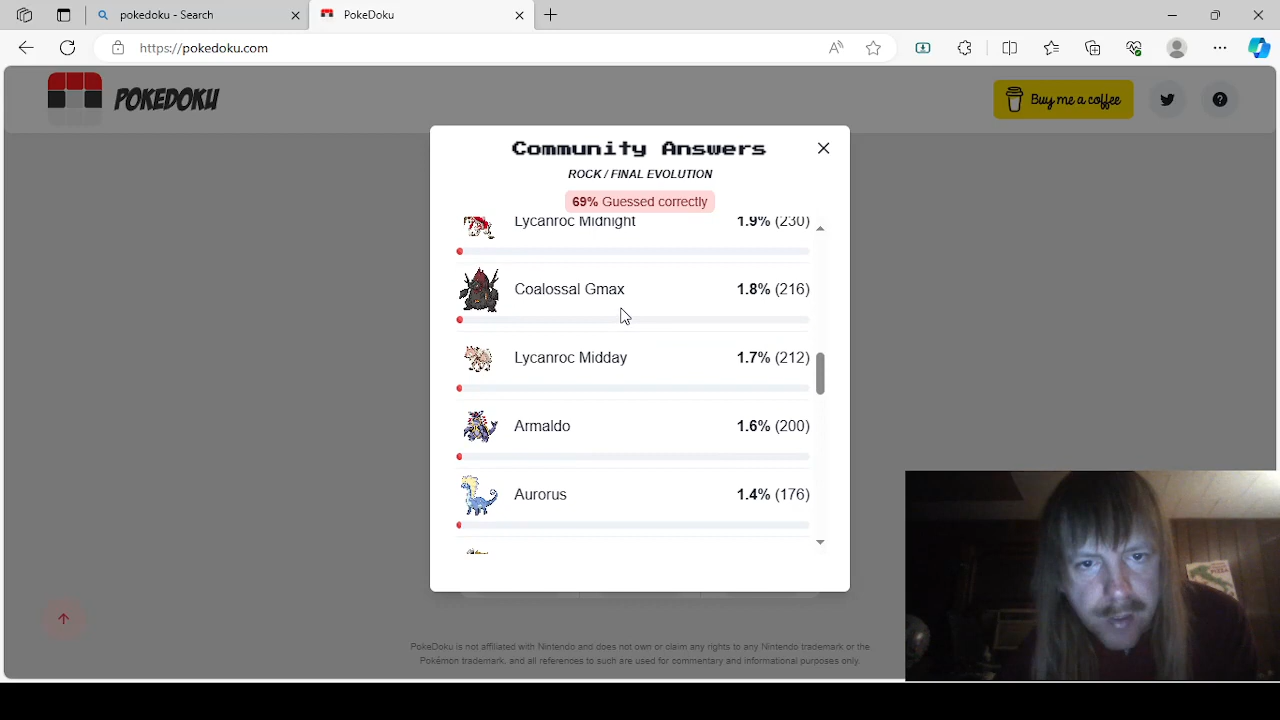 pokedoku - Search
PokeDoku
https://pokedoku.com
POKEDOKU
Buy me a coffee
Community Answers
ROCK / FINAL EVOLUTION
69% Guessed correctly
Lycanroc Midnight 1.9% (230)
Coalossal Gmax 1.8% (216)
Lycanroc Midday 1.7% (212)
Armaldo 1.6% (200)
Aurorus 1.4% (176)
PokeDoku is not affiliated with Nintendo and does not own or claim any rights to any Nintendo trademark or the
Pokémon trademark, and all references to such are used for commentary and informational purposes only.
PIZZA